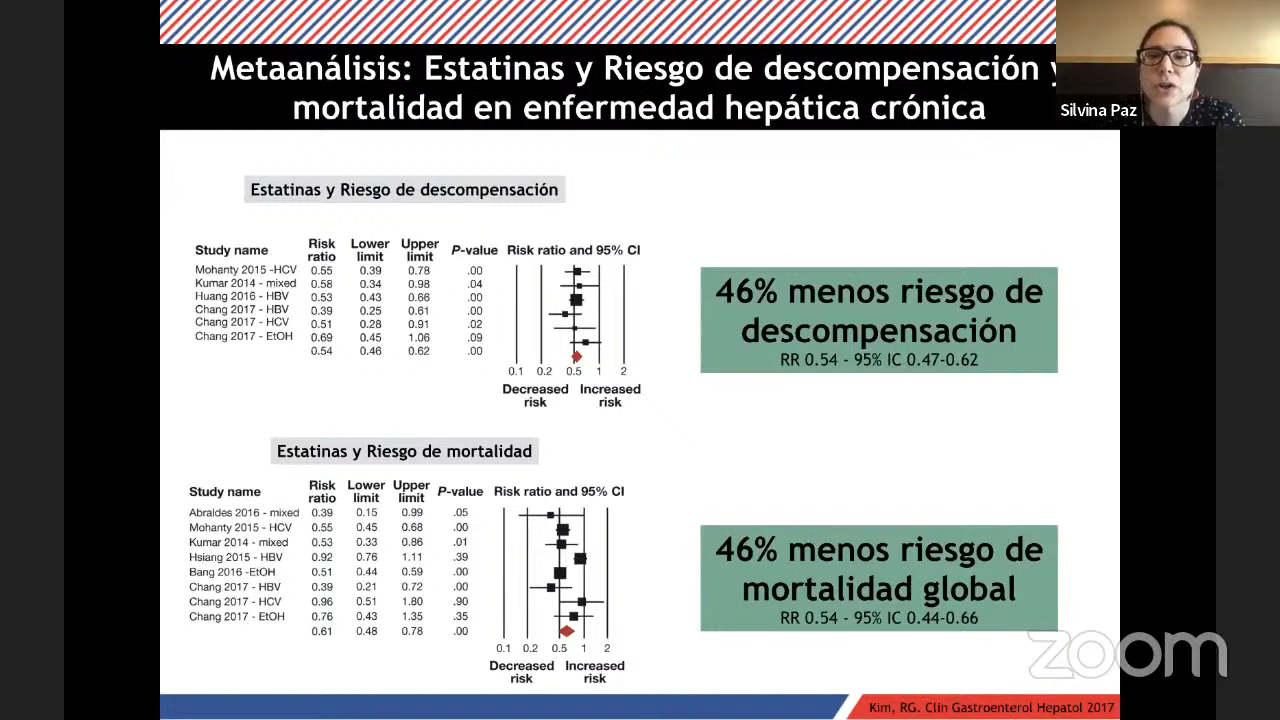 Metaanálisis: Estatinas y Riesgo de descompensación y
mortalidad en enfermedad hepática crónica
Silvina Paz
Estatinas y Riesgo de descompensación
Study name Risk ratio Lower limit Upper limit P-value Risk ratio and 95% CI
Mohanty 2015 -HCV 0.55 0.39 0.78 .00
Kumar 2014 - mixed 0.58 0.34 0.98 .04
Huang 2016 - HBV 0.53 0.43 0.66 .00
Chang 2017 - HBV 0.39 0.25 0.61 .00
Chang 2017 - HCV 0.51 0.28 0.91 .02
Chang 2017 - EtOH 0.69 0.45 1.06 .09
0.54 0.46 0.62 .00
0.1 0.2 0.5 1 2
Decreased risk Increased risk
46% menos riesgo de
descompensación
RR 0.54 - 95% IC 0.47-0.62
Estatinas y Riesgo de mortalidad
Study name Risk ratio Lower limit Upper limit P-value Risk ratio and 95% CI
Abraldes 2016 - mixed 0.39 0.15 0.99 .05
Mohanty 2015 - HCV 0.55 0.45 0.68 .00
Kumar 2014 - mixed 0.53 0.33 0.86 .01
Hsiang 2015 - HBV 0.92 0.76 1.11 .39
Bang 2016 -EtOH 0.51 0.44 0.59 .00
Chang 2017 - HBV 0.39 0.21 0.72 .00
Chang 2017 - HCV 0.96 0.51 1.80 .90
Chang 2017 - EtOH 0.76 0.43 1.35 .35
0.61 0.48 0.78 .00
0.1 0.2 0.5 1 2
Decreased risk Increased risk
46% menos riesgo de
mortalidad global
RR 0.54 - 95% IC 0.44-0.66
zoom
Kim, RG. Clin Gastroenterol Hepatol 2017